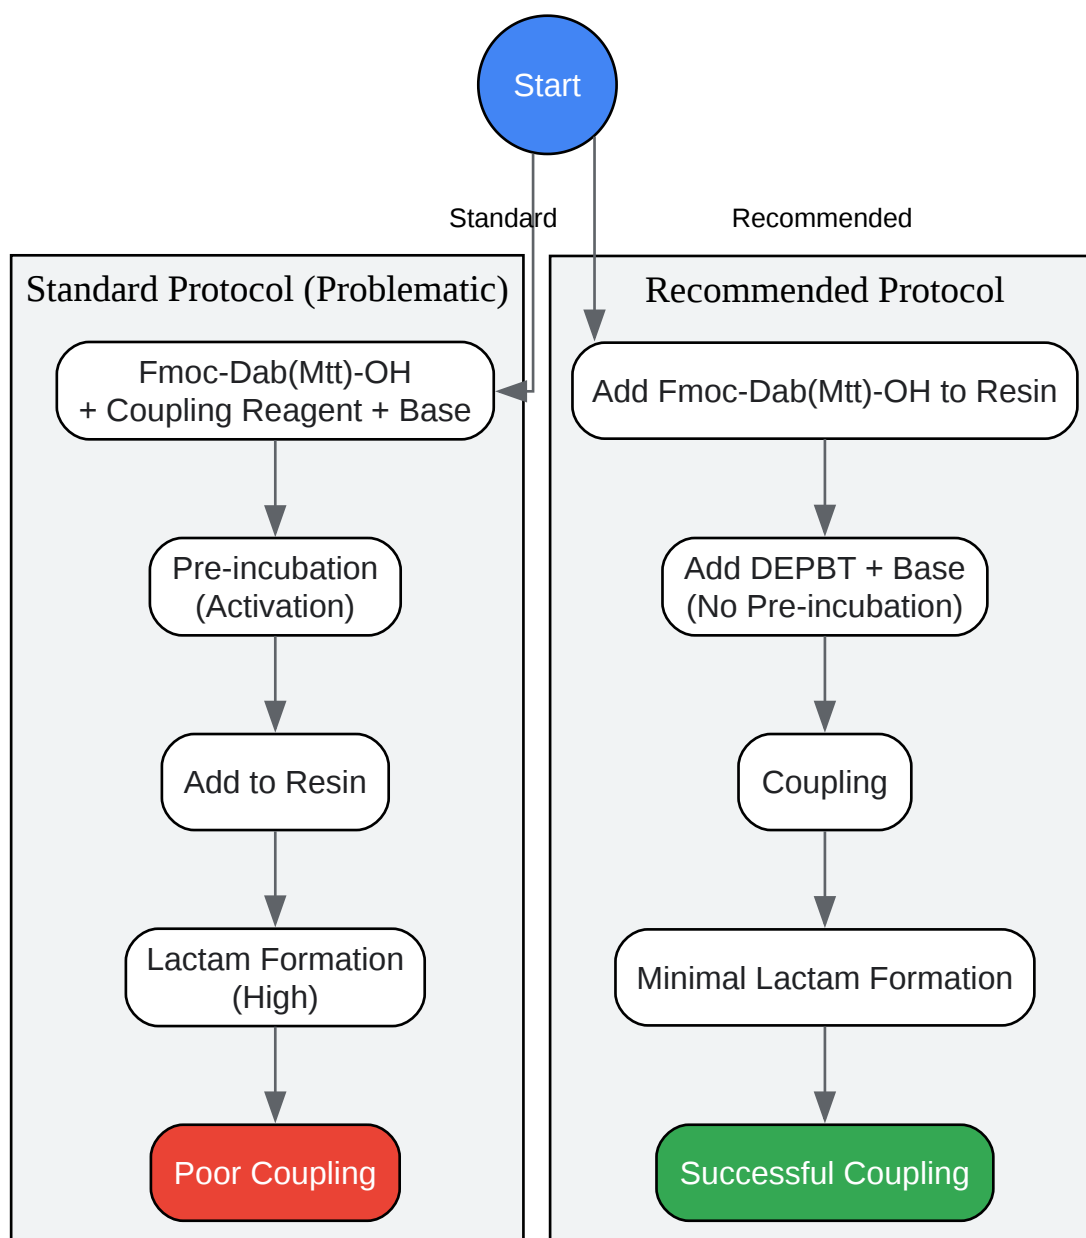 Start
Standard
Recommended
Standard Protocol (Problematic)
Fmoc-Dab(Mtt)-OH
+ Coupling Reagent + Base
Pre-incubation
(Activation)
Add to Resin
Lactam Formation
(High)
Poor Coupling
Recommended Protocol
Add Fmoc-Dab(Mtt)-OH to Resin
Add DEPBT + Base
(No Pre-incubation)
Coupling
Minimal Lactam Formation
Successful Coupling